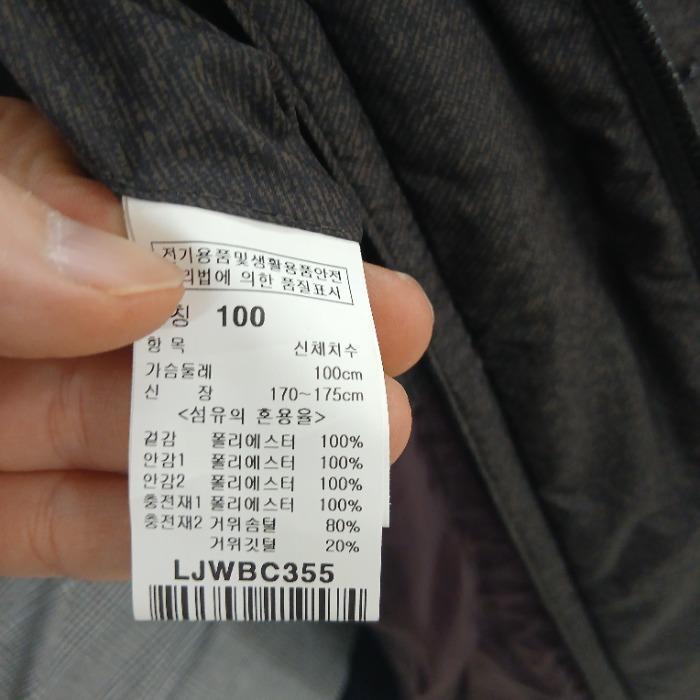 전기용품및생활용품안전
리법에 의한 품질표시
칭 100
항 목 신체치수
가슴둘레 100cm
신 장 170~175cm
<섬유의 혼용율>
겉감 폴리에스터 100%
안감1 폴리에스터 100%
안감2 폴리에스터 100%
충전재1 폴리에스터 100%
충전재2 거위솜털 80%
거위깃털 20%
LJWBC355